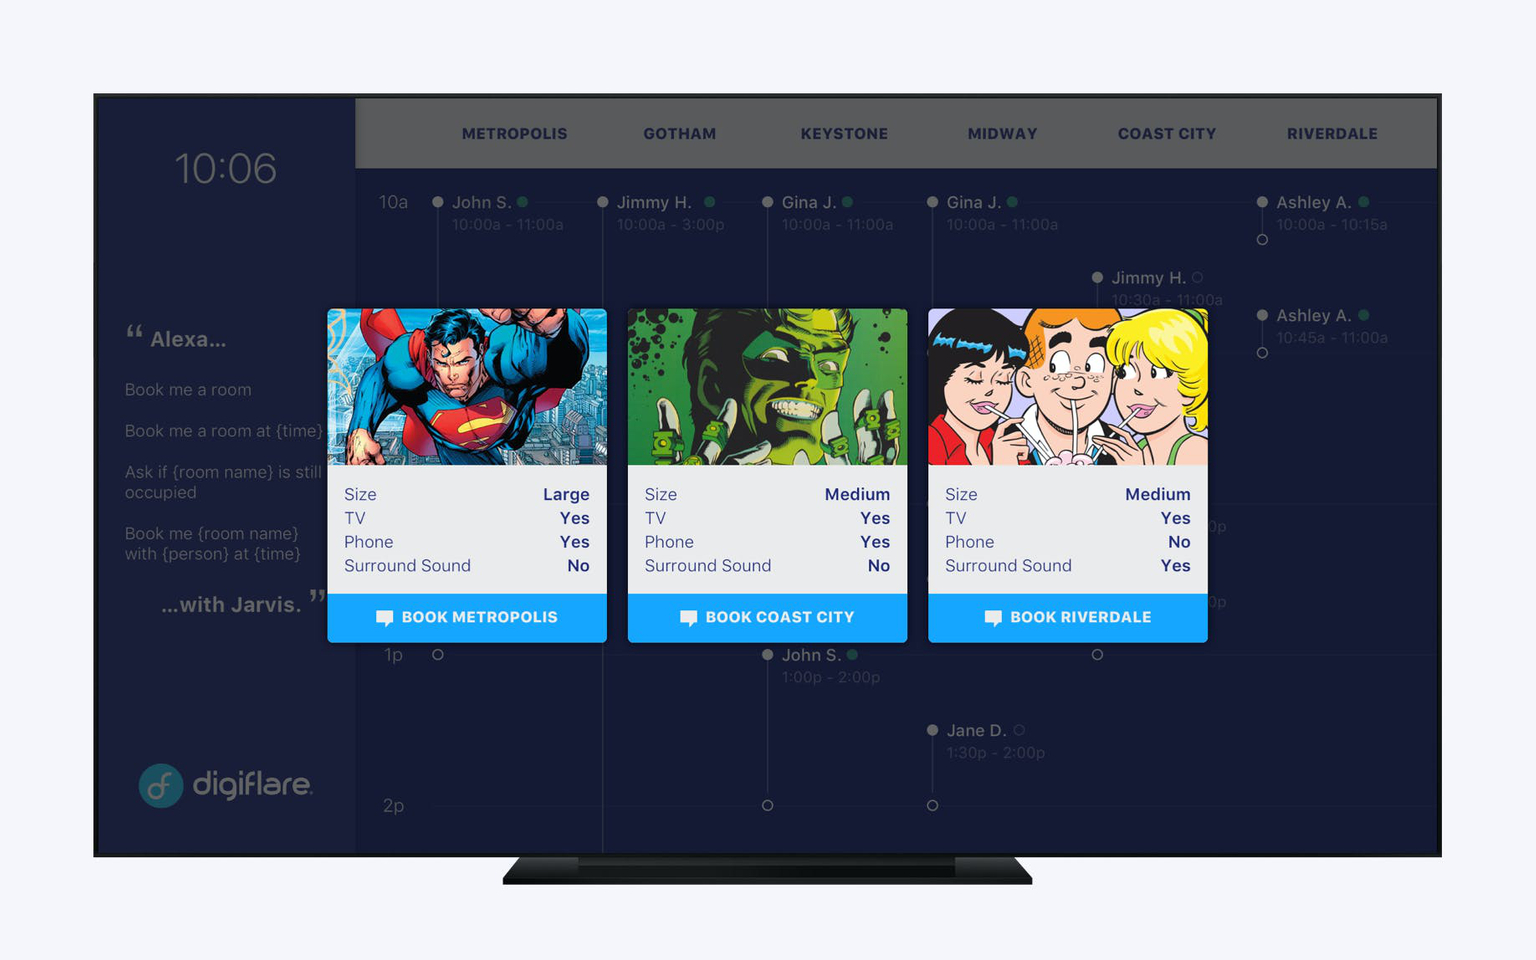 10:06
METROPOLIS GOTHAM KEYSTONE MIDWAY COAST CITY RIVERDALE
10a John S. Jimmy H. Gina J. Gina J. Ashley A.
10:00a - 11:00a 10:00a - 3:00p 10:00a - 11:00a 10:00a - 11:00a 10:00a - 10:15a
Jimmy H.
10:30a - 11:00a
Ashley A.
10:45a - 11:00a
“ Alexa...
Book me a room
Book me a room at {time}
Ask if {room name} is still
occupied
Book me {room name}
with {person} at {time}
...with Jarvis. ”
Size Large
TV Yes
Phone Yes
Surround Sound No
BOOK METROPOLIS
Size Medium
TV Yes
Phone Yes
Surround Sound No
BOOK COAST CITY
Size Medium
TV Yes
Phone No
Surround Sound Yes
BOOK RIVERDALE
1p John S.
1:00p - 2:00p
Jane D.
1:30p - 2:00p
2p
digiflare.